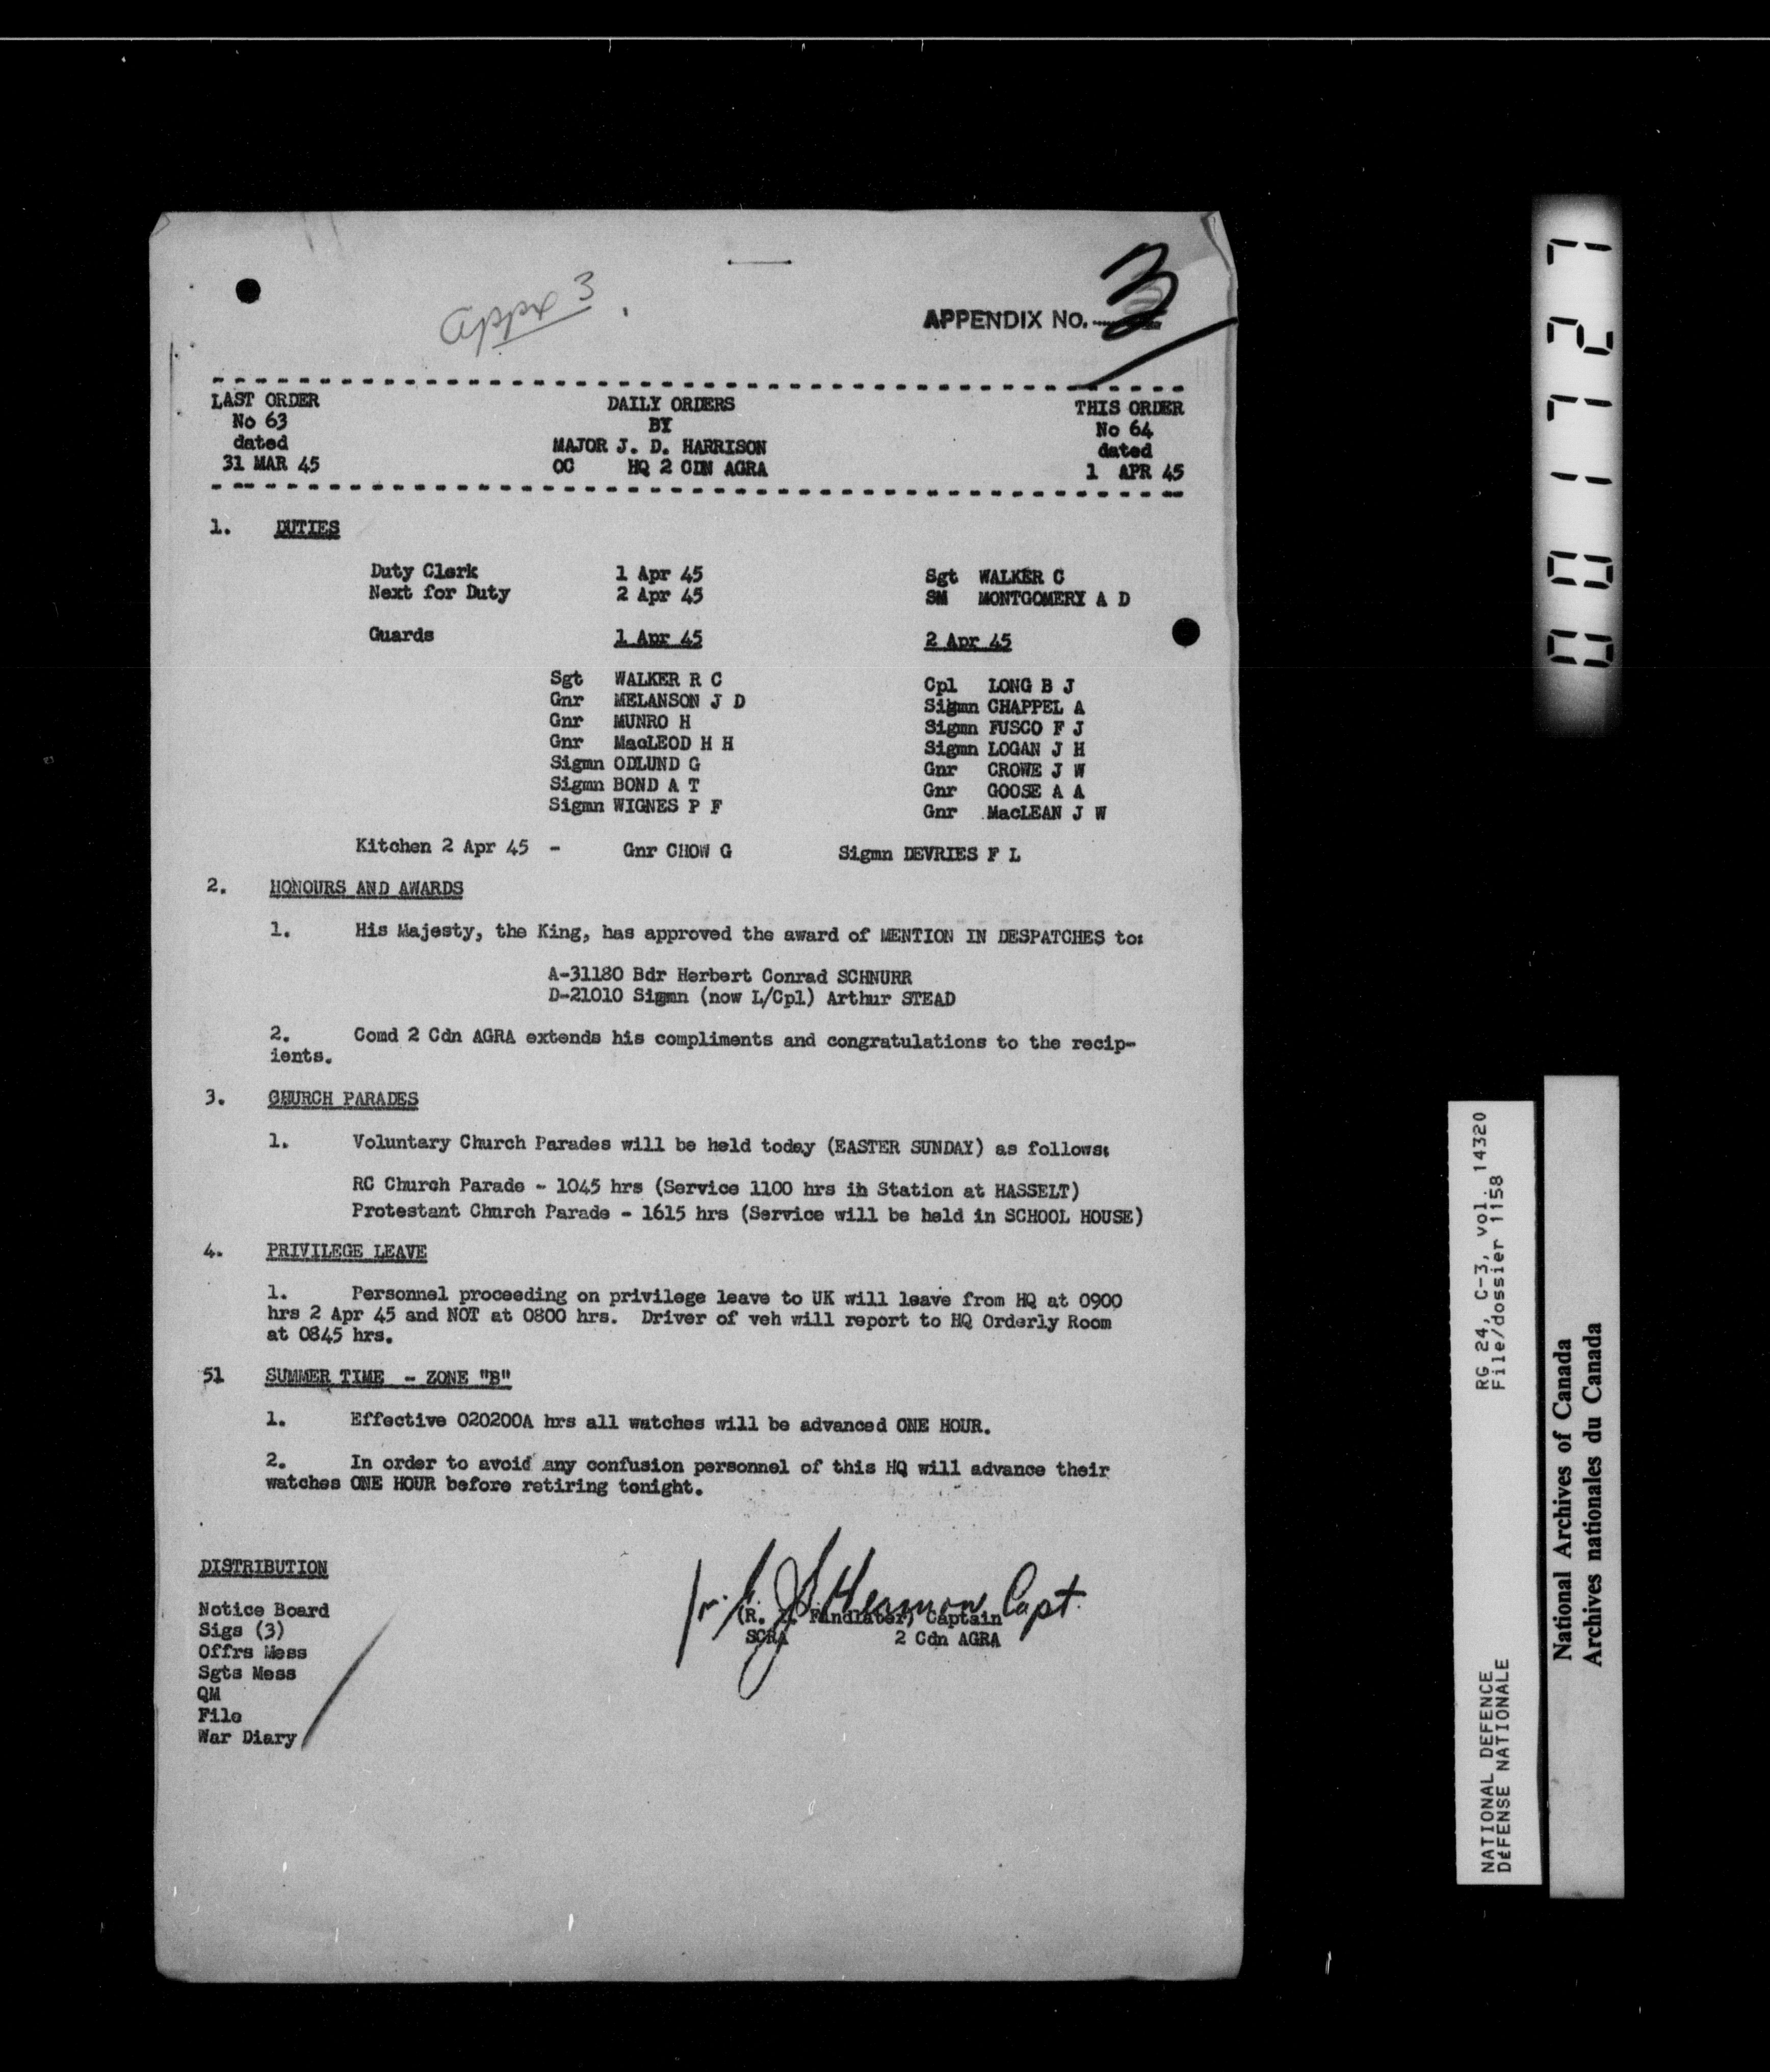 appx 3
APPENDIX No. 3
LAST ORDER DAILY ORDERS THIS ORDER
No 63 BY No 64
dated MAJOR J. D. HARRISON dated
31 MAR 45 OC HQ 2 CDN AGRA 1 APR 45
1. DUTIES
Duty Clerk 1 Apr 45 Sgt WALKER C
Next for Duty 2 Apr 45 SM MONTGOMERY A D
Guards 1 Apr 45 2 Apr 45
Sgt WALKER R C Cpl LONG B J
Gnr MELANSON J D Sigmn CHAPPEL A
Gnr MUNRO H Sigmn FUSCO F J
Gnr MacLEOD H H Sigmn LOGAN J H
Sigmn ODLUND G Gnr CROWE J W
Sigmn BOND A T Gnr GOOSE A A
Sigmn WIGNES P F Gnr MacLEAN J W
Kitchen 2 Apr 45 - Gnr CHOW G Sigmn DEVRIES F L
2. HONOURS AND AWARDS
1. His Majesty, the King, has approved the award of MENTION IN DESPATCHES to:
A-31180 Bdr Herbert Conrad SCHNURR
D-21010 Sigmn (now L/Cpl) Arthur STEAD
2. Comd 2 Cdn AGRA extends his compliments and congratulations to the recip-
ients.
3. CHURCH PARADES
1. Voluntary Church Parades will be held today (EASTER SUNDAY) as follows:
RC Church Parade - 1045 hrs (Service 1100 hrs in Station at HASSELT)
Protestant Church Parade - 1615 hrs (Service will be held in SCHOOL HOUSE)
4. PRIVILEGE LEAVE
1. Personnel proceeding on privilege leave to UK will leave from HQ at 0900
hrs 2 Apr 45 and NOT at 0800 hrs. Driver of veh will report to HQ Orderly Room
at 0845 hrs.
51 SUMMER TIME - ZONE "B"
1. Effective 020200A hrs all watches will be advanced ONE HOUR.
2. In order to avoid any confusion personnel of this HQ will advance their
watches ONE HOUR before retiring tonight.
DISTRIBUTION
Notice Board
Sigs (3)
Offrs Mess
Sgts Mess
QM
File
War Diary
Capt.
(R. Fandlater) Captain
SCRA 2 Cdn AGRA
001727
RG 24, C-3, vol. 14320
File/dossier 1158
NATIONAL DEFENCE
DÉFENSE NATIONALE
National Archives of Canada
Archives nationales du Canada